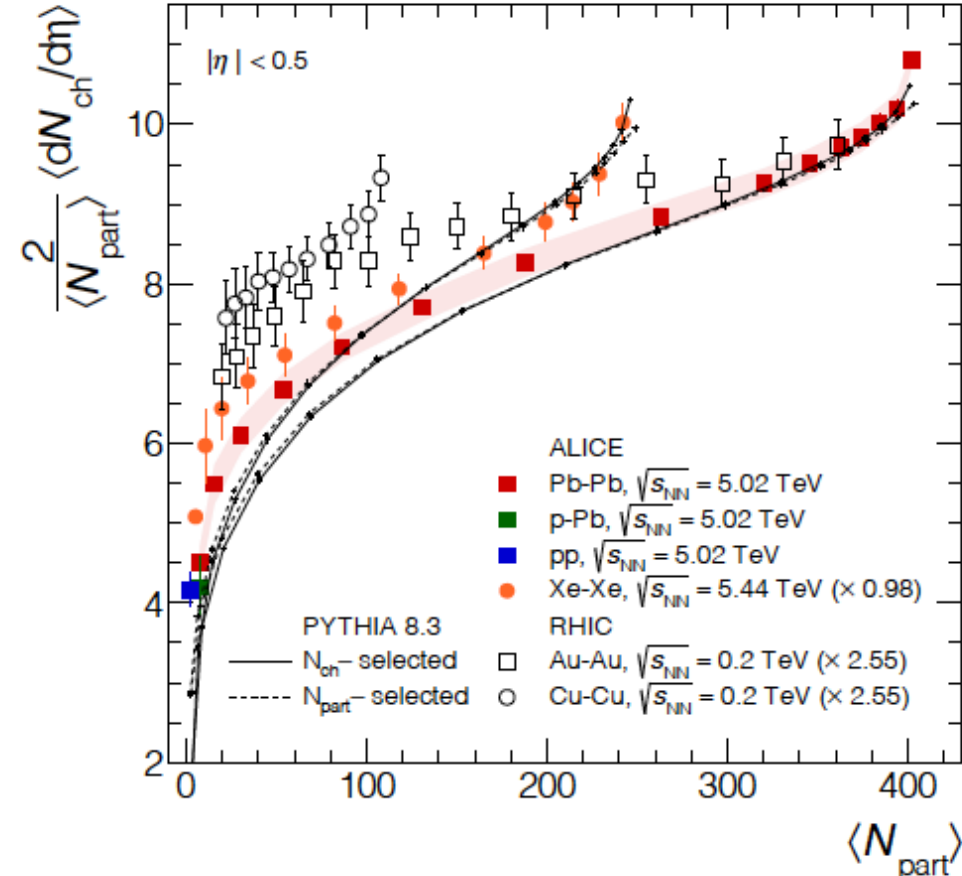 2/⟨N_part⟩ ⟨dN_ch/dη⟩
|η| < 0.5
10
8
6
4
2
ALICE
Pb-Pb, √s_NN = 5.02 TeV
p-Pb, √s_NN = 5.02 TeV
pp, √s_NN = 5.02 TeV
Xe-Xe, √s_NN = 5.44 TeV (× 0.98)
PYTHIA 8.3
N_ch– selected
N_part– selected
RHIC
Au-Au, √s_NN = 0.2 TeV (× 2.55)
Cu-Cu, √s_NN = 0.2 TeV (× 2.55)
0 100 200 300 400
⟨N_part⟩